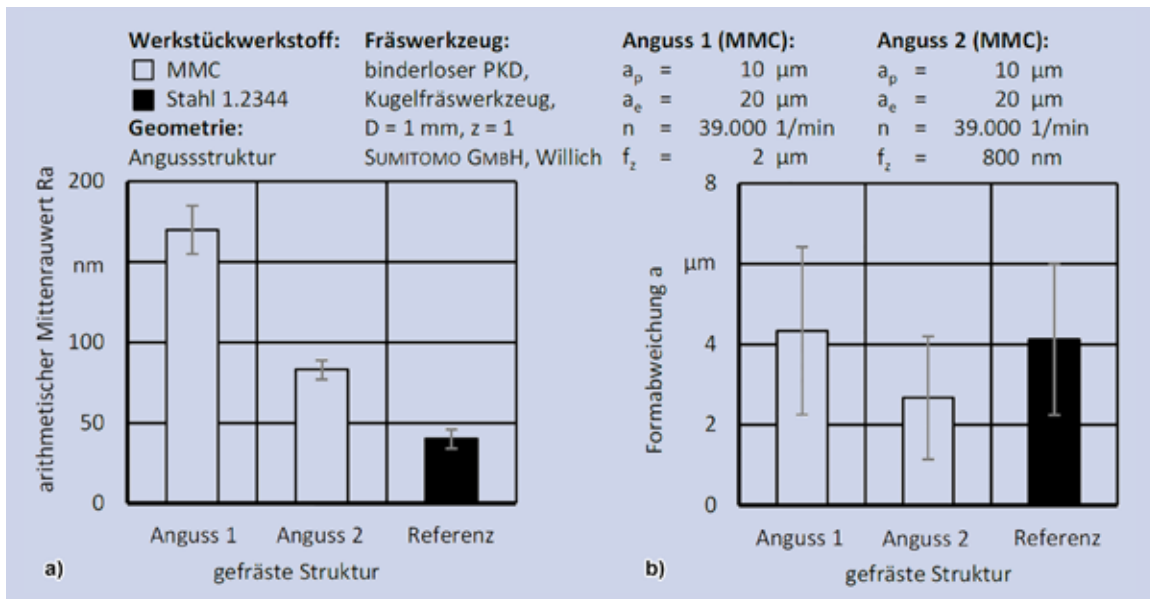 Werkstückwerkstoff:
MMC
Stahl 1.2344
Geometrie:
Angussstruktur
Fräswerkzeug:
binderloser PKD,
Kugelfräswerkzeug,
D = 1 mm, z = 1
SUMITOMO GMBH, Willich
Anguss 1 (MMC):
ap = 10 µm
ae = 20 µm
n = 39.000 1/min
fz = 2 µm
Anguss 2 (MMC):
ap = 10 µm
ae = 20 µm
n = 39.000 1/min
fz = 800 nm
arithmetischer Mittenrauwert Ra
200
nm
100
50
0
Anguss 1 Anguss 2 Referenz
a) gefräste Struktur
Formabweichung a
8
µm
4
2
0
Anguss 1 Anguss 2 Referenz
b) gefräste Struktur